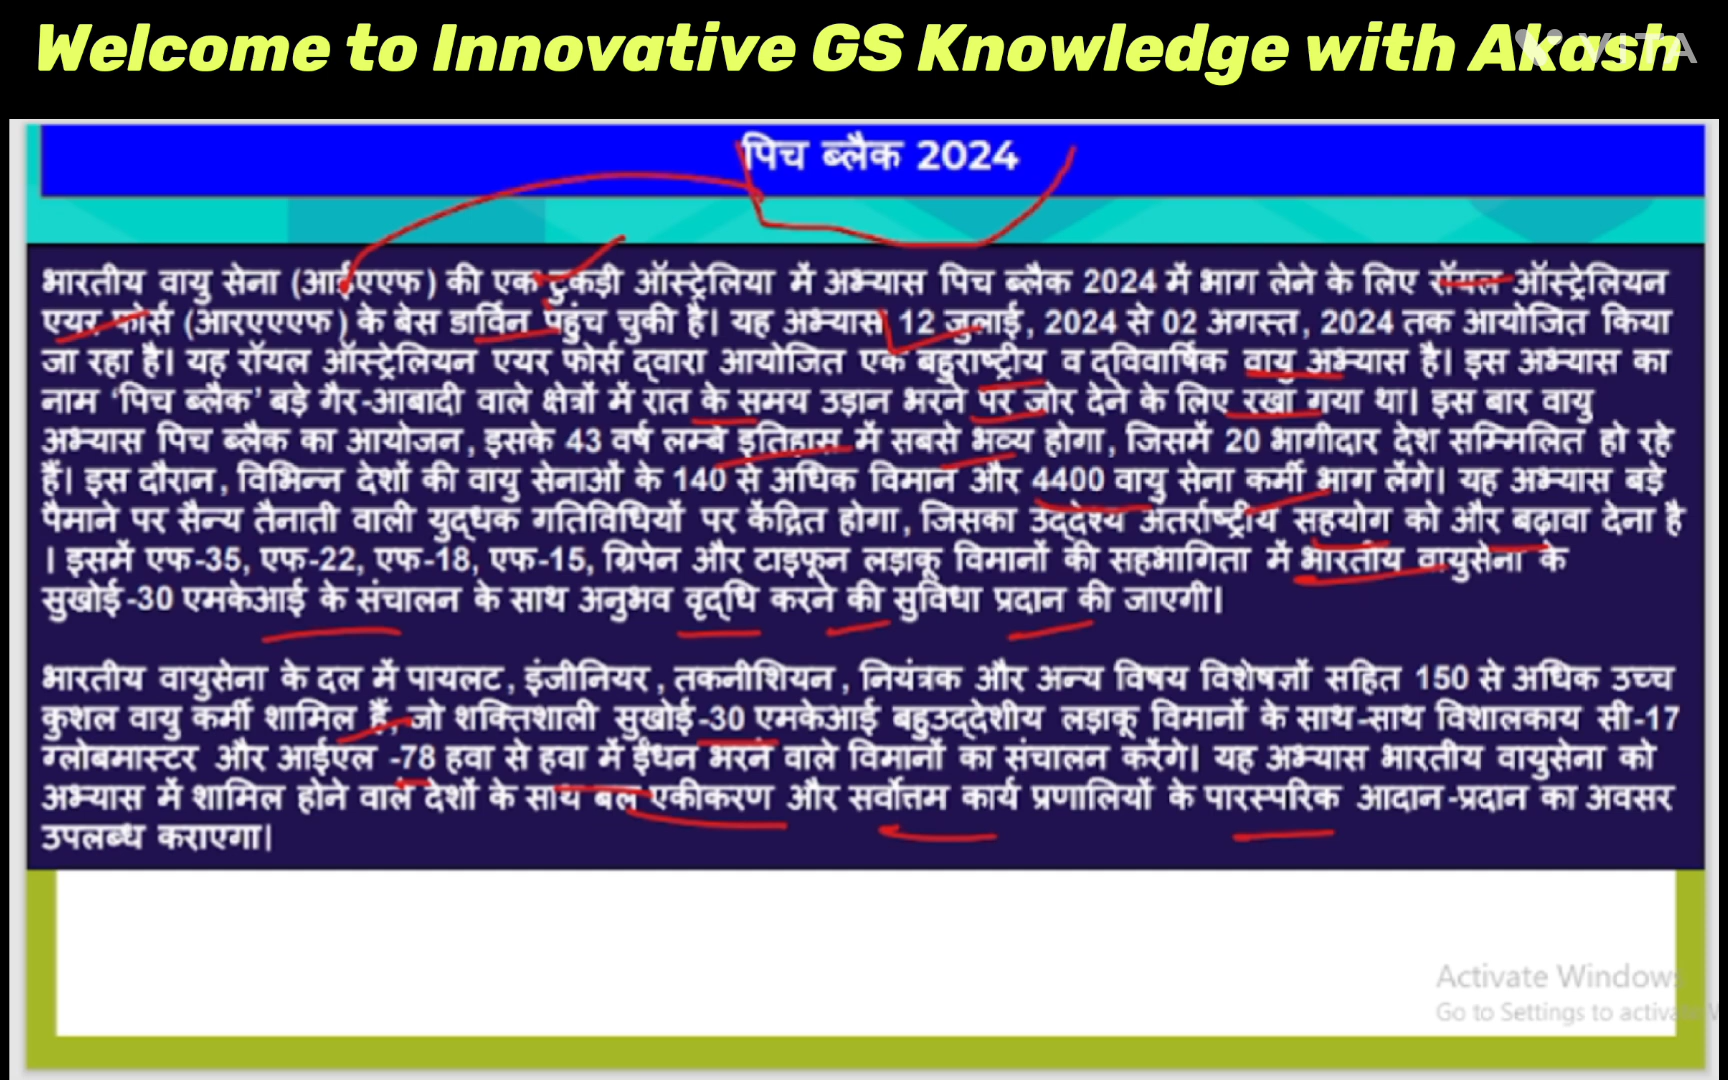 Welcome to Innovative GS Knowledge with Akash
VITA
पिच ब्लैक 2024
भारतीय वायु सेना (आईएएफ) की एक टुकड़ी ऑस्ट्रेलिया में अभ्यास पिच ब्लैक 2024 में भाग लेने के लिए रॉयल ऑस्ट्रेलियन
एयर फोर्स (आरएएएफ) के बेस डार्विन पहुंच चुकी है। यह अभ्यास 12 जुलाई, 2024 से 02 अगस्त, 2024 तक आयोजित किया
जा रहा है। यह रॉयल ऑस्ट्रेलियन एयर फोर्स द्वारा आयोजित एक बहुराष्ट्रीय व द्विवार्षिक वायु अभ्यास है। इस अभ्यास का
नाम 'पिच ब्लैक' बड़े गैर-आबादी वाले क्षेत्रों में रात के समय उड़ान भरने पर जोर देने के लिए रखा गया था। इस बार वायु
अभ्यास पिच ब्लैक का आयोजन, इसके 43 वर्ष लम्बे इतिहास में सबसे भव्य होगा, जिसमें 20 भागीदार देश सम्मिलित हो रहे
हैं। इस दौरान, विभिन्न देशों की वायु सेनाओं के 140 से अधिक विमान और 4400 वायु सेना कर्मी भाग लेंगे। यह अभ्यास बड़े
पैमाने पर सैन्य तैनाती वाली युद्धक गतिविधियों पर केंद्रित होगा, जिसका उद्देश्य अंतर्राष्ट्रीय सहयोग को और बढ़ावा देना है
। इसमें एफ-35, एफ-22, एफ-18, एफ-15, ग्रिपेन और टाइफून लड़ाकू विमानों की सहभागिता में भारतीय वायुसेना के
सुखोई-30 एमकेआई के संचालन के साथ अनुभव वृद्धि करने की सुविधा प्रदान की जाएगी।
भारतीय वायुसेना के दल में पायलट, इंजीनियर, तकनीशियन, नियंत्रक और अन्य विषय विशेषज्ञों सहित 150 से अधिक उच्च
कुशल वायु कर्मी शामिल हैं, जो शक्तिशाली सुखोई-30 एमकेआई बहुउद्देशीय लड़ाकू विमानों के साथ-साथ विशालकाय सी-17
ग्लोबमास्टर और आईएल -78 हवा से हवा में ईंधन भरने वाले विमानों का संचालन करेंगे। यह अभ्यास भारतीय वायुसेना को
अभ्यास में शामिल होने वाले देशों के साथ बल एकीकरण और सर्वोत्तम कार्य प्रणालियों के पारस्परिक आदान-प्रदान का अवसर
उपलब्ध कराएगा।
Activate Windows
Go to Settings to activate W